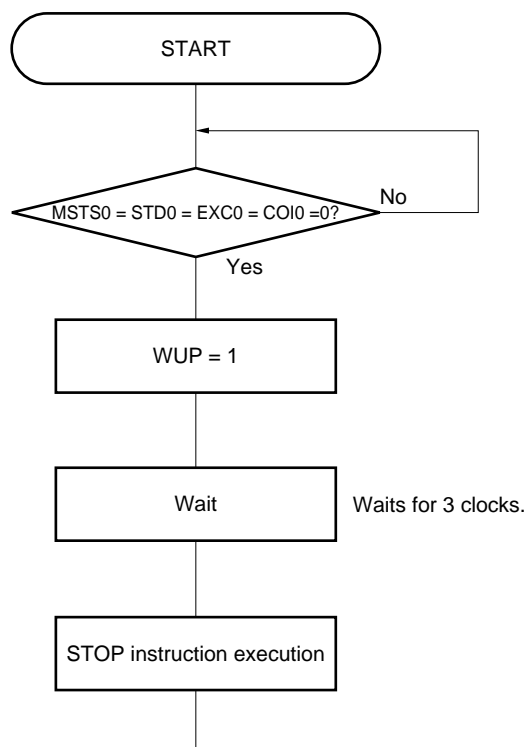 START
MSTS0 = STD0 = EXC0 = COI0 =0?
No
Yes
WUP = 1
Wait
Waits for 3 clocks.
STOP instruction execution